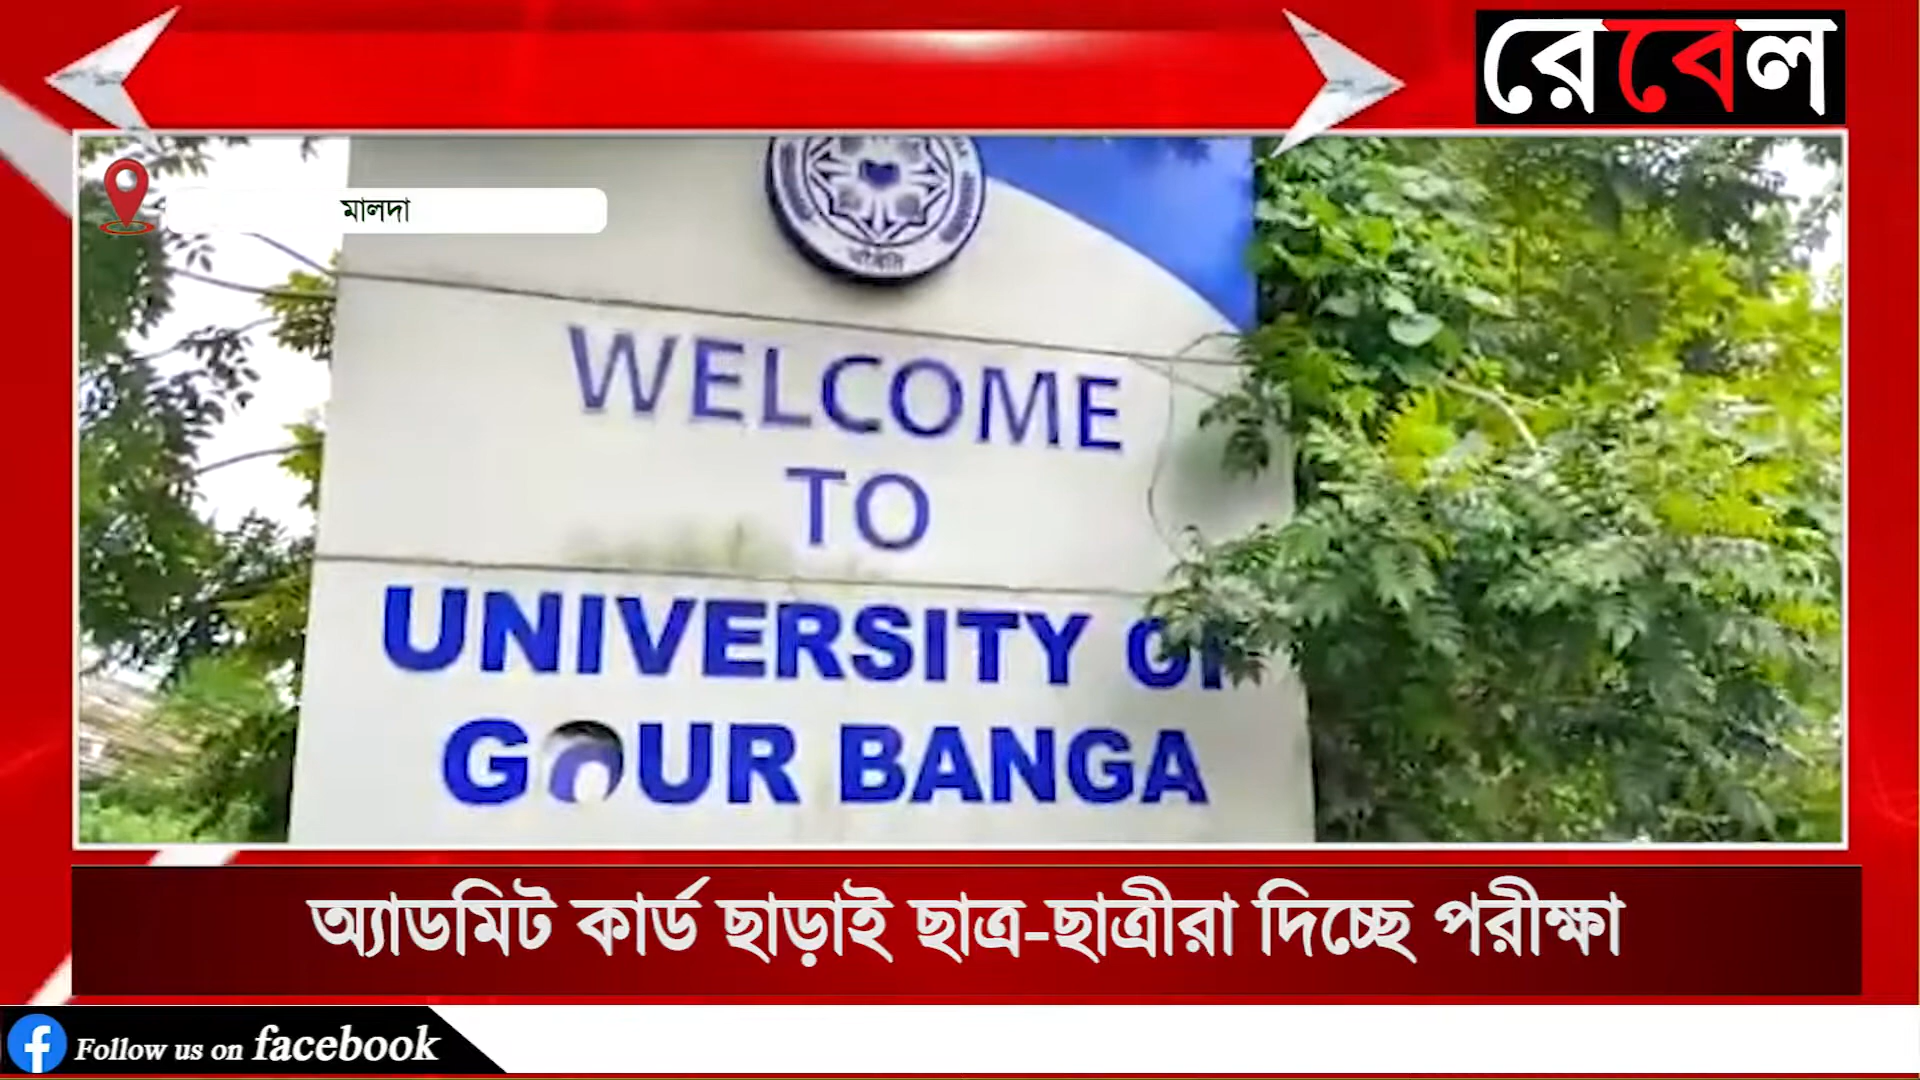 রেবেল
মালদা
WELCOME
TO
UNIVERSITY OF
GOUR BANGA
অ্যাডমিট কার্ড ছাড়াই ছাত্র-ছাত্রীরা দিচ্ছে পরীক্ষা
Follow us on facebook